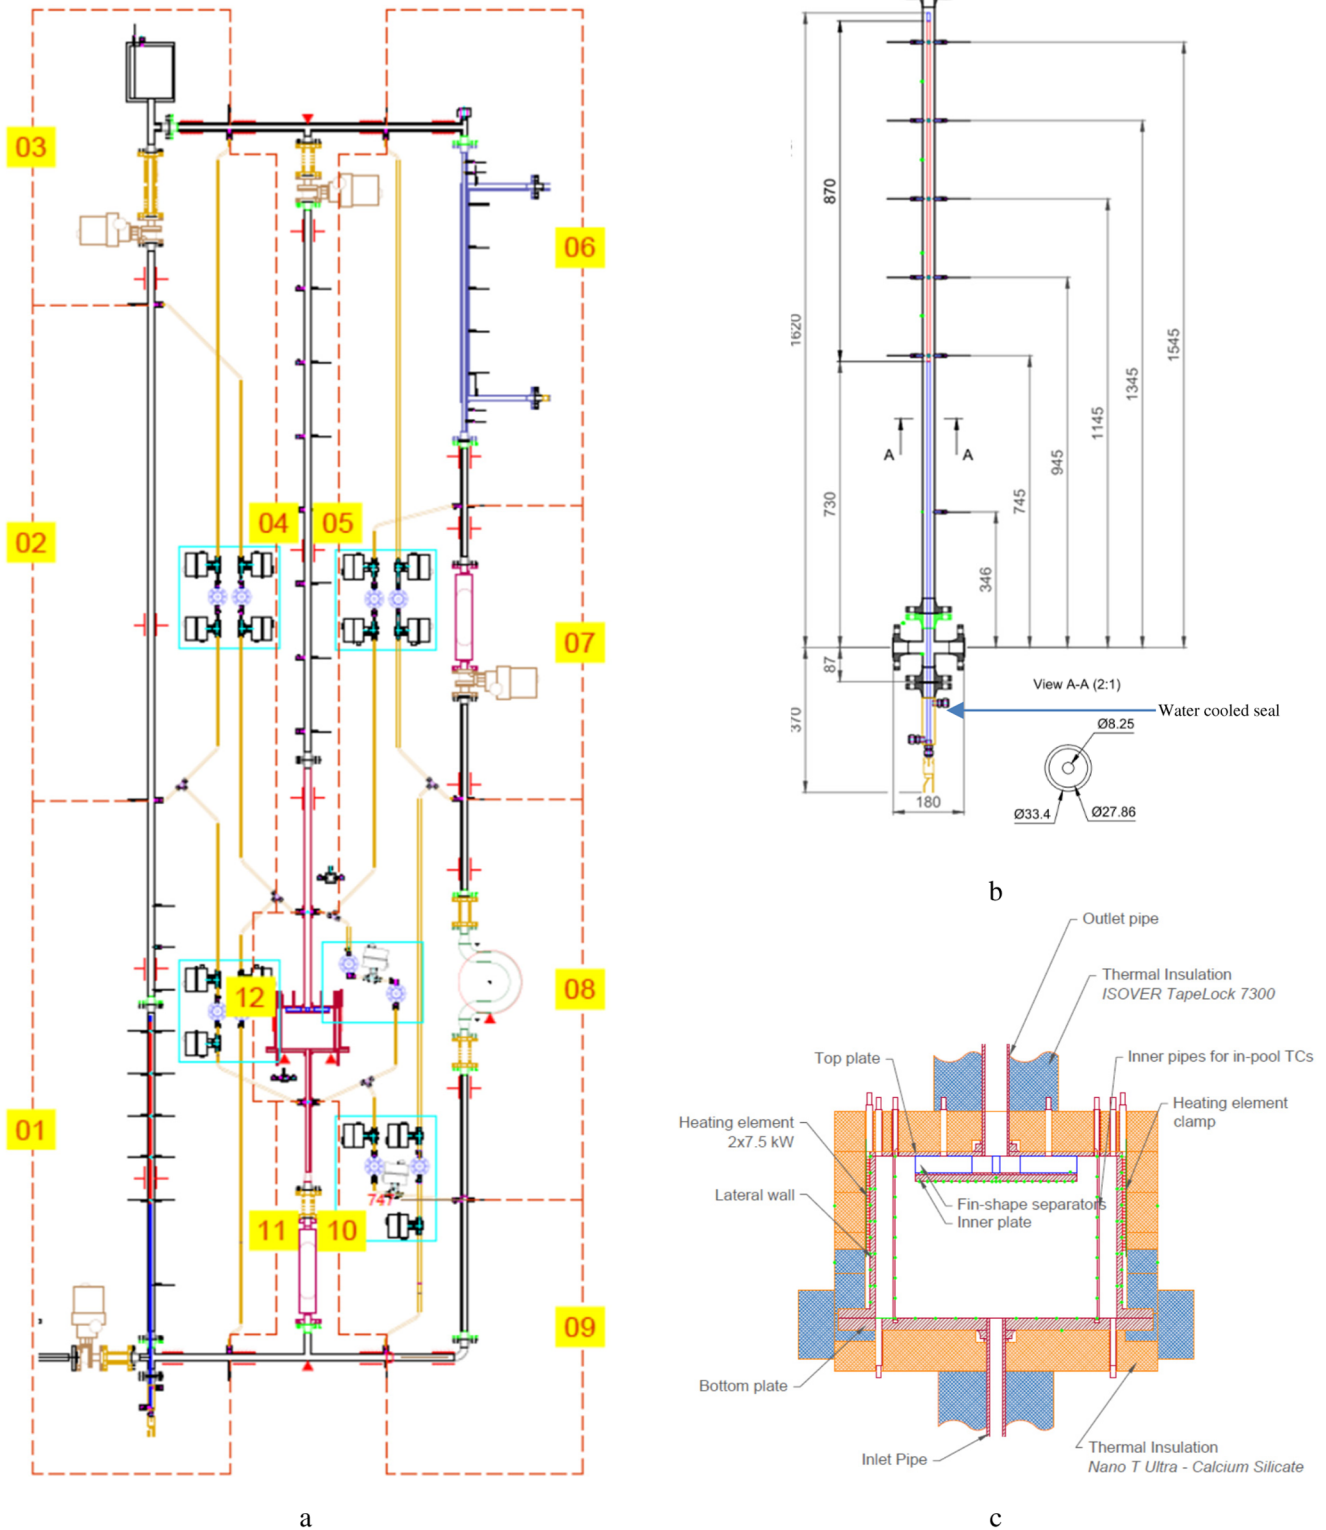 03
06
04
05
02
07
12
08
01
747
11
10
09
a
870
1620
730
87
370
346
745
945
1145
1345
1545
A
A
View A-A (2:1)
Water cooled seal
180
Ø8.25
Ø33.4
Ø27.86
b
Outlet pipe
Thermal Insulation
ISOVER TapeLock 7300
Top plate
Inner pipes for in-pool TCs
Heating element
2x7.5 kW
Heating element
clamp
Lateral wall
Fin-shape separators
Inner plate
Bottom plate
Inlet Pipe
Thermal Insulation
Nano T Ultra - Calcium Silicate
c